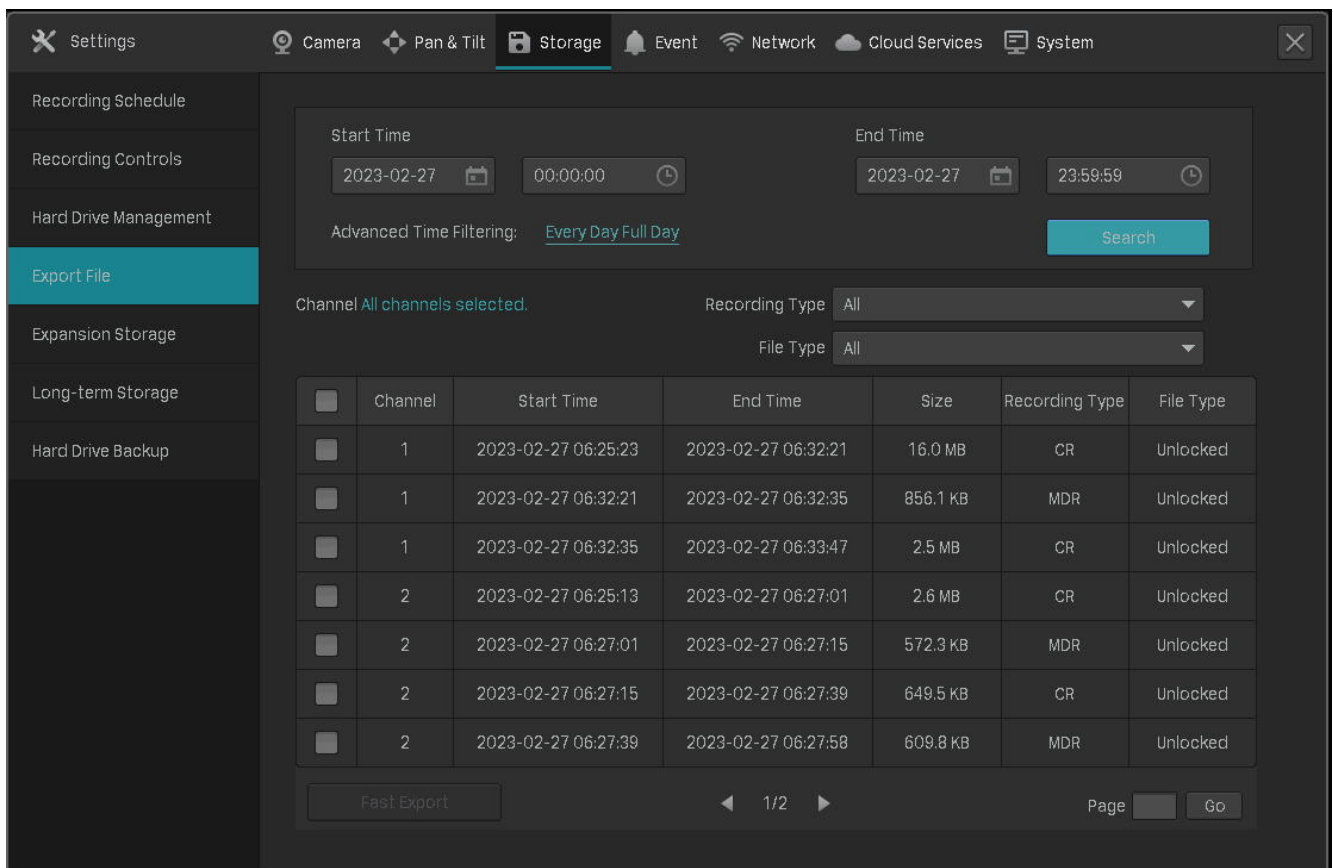 Settings Camera Pan & Tilt Storage Event Network Cloud Services System
Recording Schedule
Recording Controls
Hard Drive Management
Export File
Expansion Storage
Long-term Storage
Hard Drive Backup
Start Time End Time
2023-02-27 00:00:00 2023-02-27 23:59:59
Advanced Time Filtering: Every Day Full Day Search
Channel All channels selected. Recording Type All
File Type All
Channel Start Time End Time Size Recording Type File Type
1 2023-02-27 06:25:23 2023-02-27 06:32:21 16.0 MB CR Unlocked
1 2023-02-27 06:32:21 2023-02-27 06:32:35 856.1 KB MDR Unlocked
1 2023-02-27 06:32:35 2023-02-27 06:33:47 2.5 MB CR Unlocked
2 2023-02-27 06:25:13 2023-02-27 06:27:01 2.6 MB CR Unlocked
2 2023-02-27 06:27:01 2023-02-27 06:27:15 572.3 KB MDR Unlocked
2 2023-02-27 06:27:15 2023-02-27 06:27:39 649.5 KB CR Unlocked
2 2023-02-27 06:27:39 2023-02-27 06:27:58 609.8 KB MDR Unlocked
Fast Export 1/2 Page Go